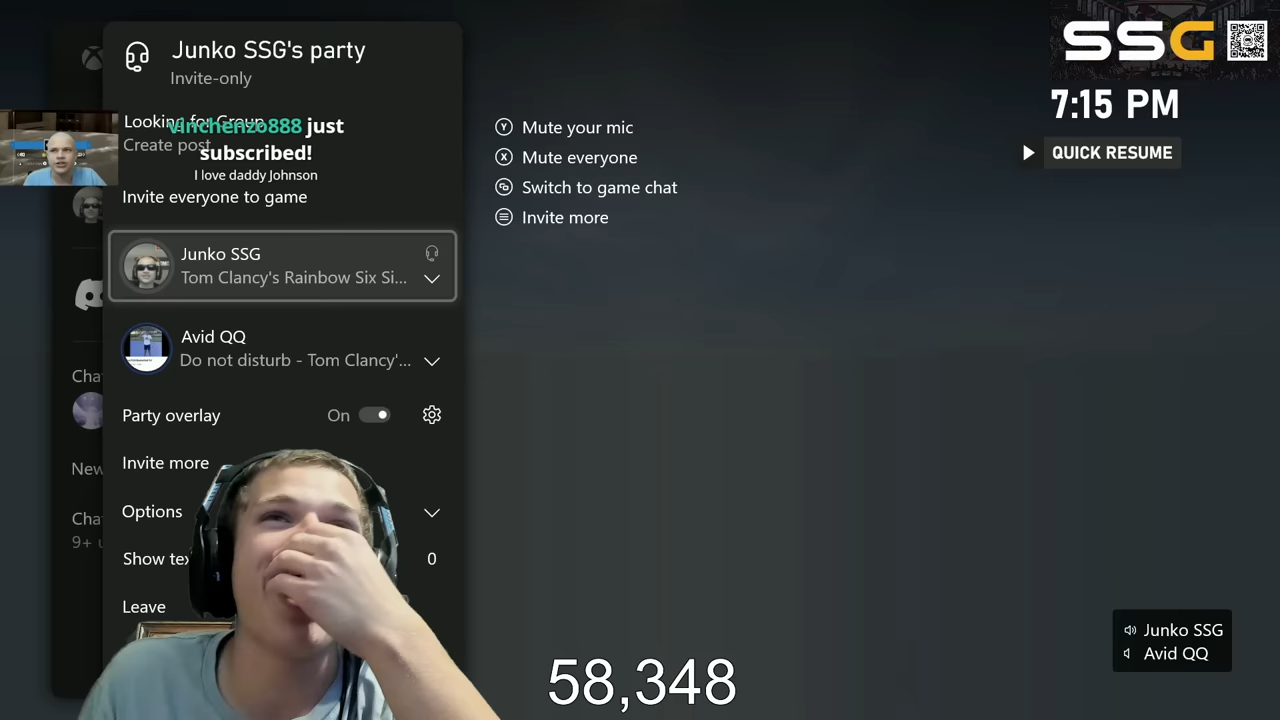 Junko SSG's party
Invite-only
Looking for Group
Create post
vinchenzo888 just
subscribed!
I love daddy Johnson
Invite everyone to game
Junko SSG
Tom Clancy's Rainbow Six Si...
Avid QQ
Do not disturb - Tom Clancy'...
Party overlay
On
Invite more
Options
Show tex
0
Leave
Cha
New
Cha
9+ u
Y Mute your mic
X Mute everyone
Switch to game chat
Invite more
SSG
7:15 PM
QUICK RESUME
Junko SSG
Avid QQ
58,348